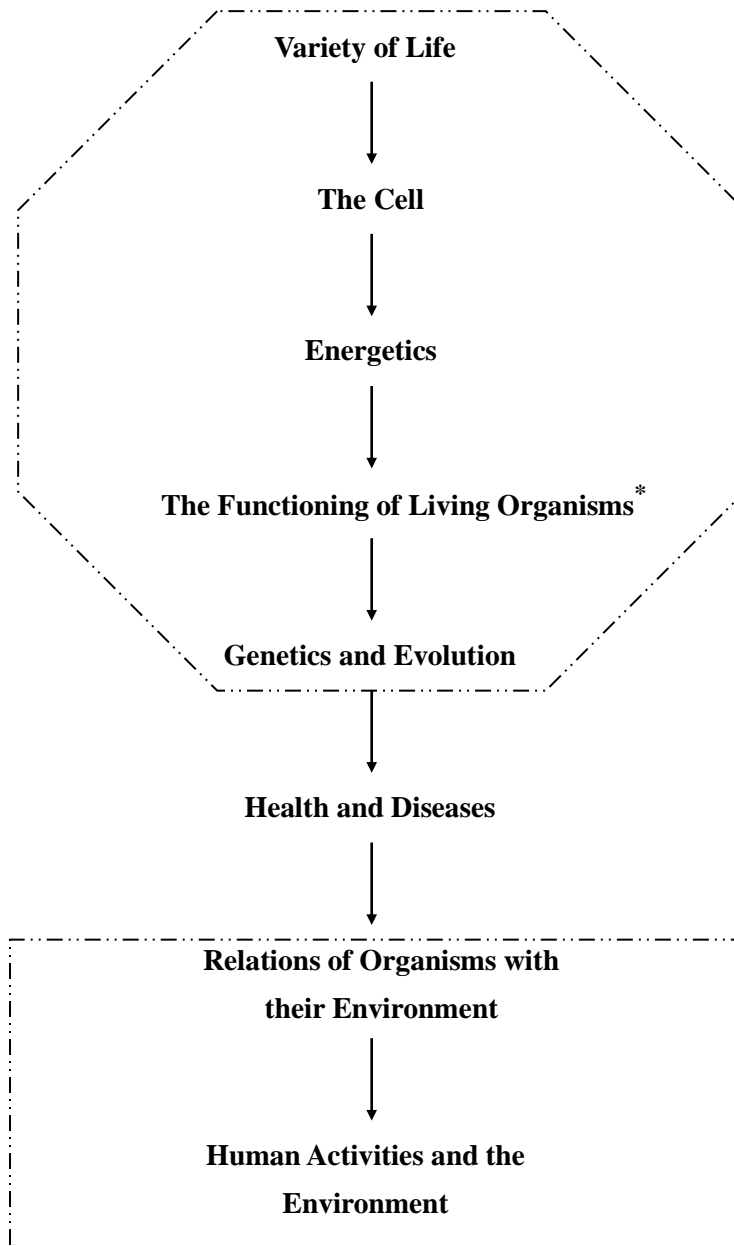 Variety of Life
The Cell
Energetics
The Functioning of Living Organisms*
Genetics and Evolution
Health and Diseases
Relations of Organisms with
their Environment
Human Activities and the
Environment